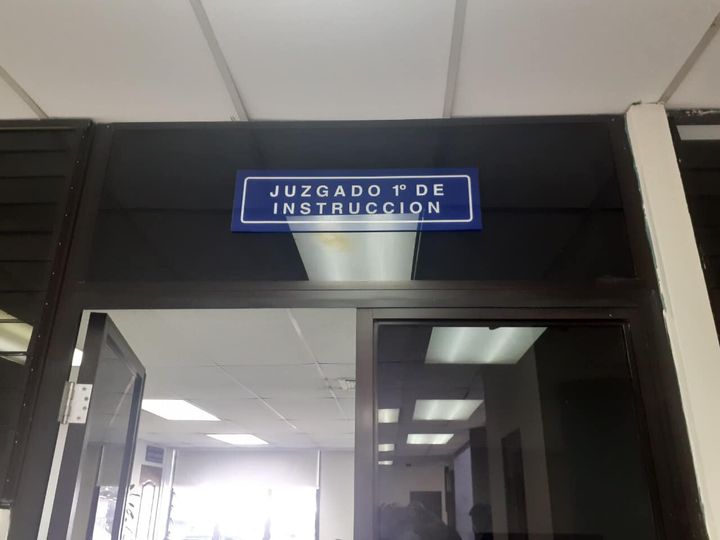 JUZGADO 1º DE
INSTRUCCION